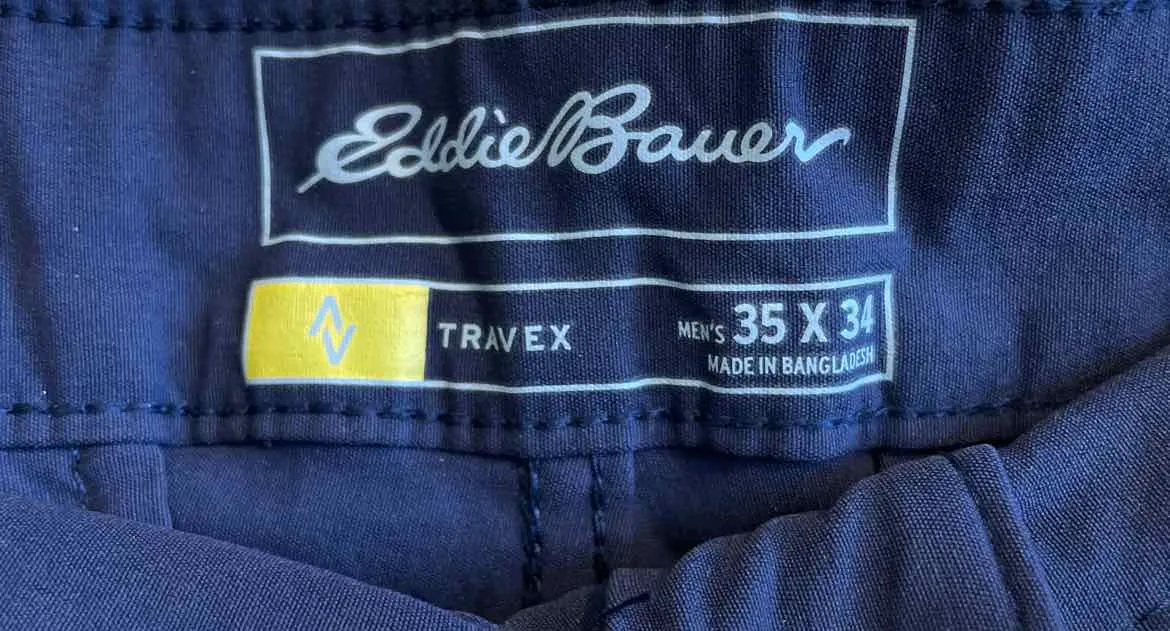 Eddie Bauer
TRAVEX
MEN'S 35 X 34
MADE IN BANGLADESH